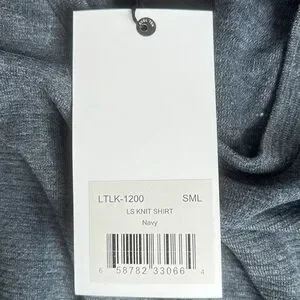 LTLK-1200 SML
LS KNIT SHIRT
Navy
6 58782 33066 4